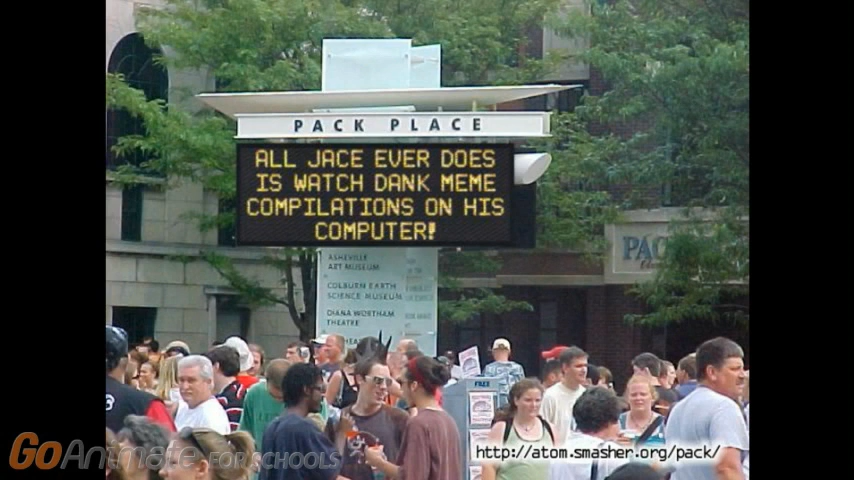 PACK PLACE
ALL JACE EVER DOES
IS WATCH DANK MEME
COMPILATIONS ON HIS
COMPUTER!
ASHEVILLE
ART MUSEUM
COLBURN EARTH
SCIENCE MUSEUM
DIANA WORTHAM
THEATRE
PAC
FREE
GoAnimate FOR SCHOOLS
http://atom.smasher.org/pack/